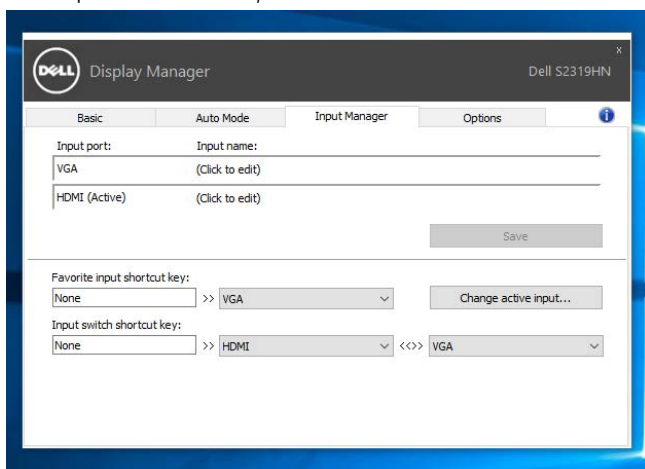 DELL Display Manager
x
Dell S2319HN
Basic Auto Mode Input Manager Options i
Input port: Input name:
VGA (Click to edit)
HDMI (Active) (Click to edit)
Save
Favorite input shortcut key:
None >> VGA Change active input...
Input switch shortcut key:
None >> HDMI <<>> VGA